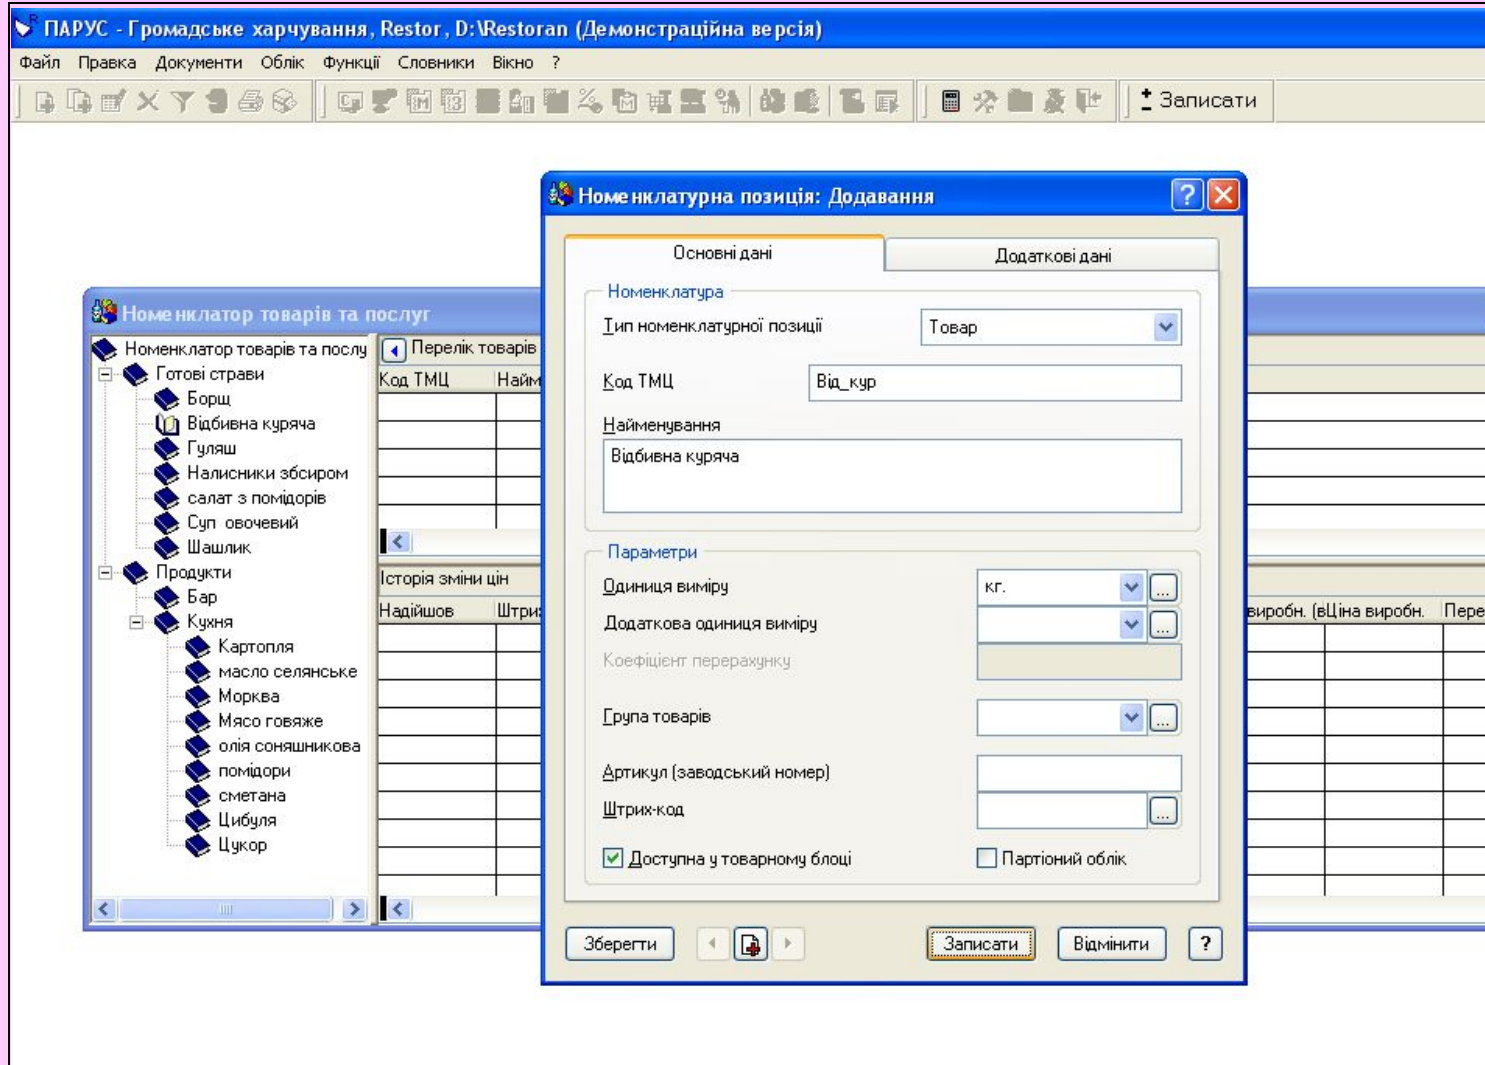 ПАРУС - Громадське харчування, Restor, D:\Restoran (Демонстраційна версія)
Файл Правка Документи Облік Функції Словники Вікно ?
Записати
Номенклатурна позиція: Додавання
Основні дані Додаткові дані
Номенклатура
Тип номенклатурної позиції Товар
Код ТМЦ Від_кур
Найменування
Відбивна куряча
Параметри
Одиниця виміру кг.
Додаткова одиниця виміру
Коефіцієнт перерахунку
Група товарів
Артикул (заводський номер)
Штрих-код
Доступна у товарному блоці Партіоний облік
Зберегти Записати Відмінити ?
Номенклатор товарів та послуг
Номенклатор товарів та послу
Готові страви
Борщ
Відбивна куряча
Гуляш
Налисники збсиром
салат з помідорів
Суп овочевий
Шашлик
Продукти
Бар
Кухня
Картопля
масло селянське
Морква
Мясо говяже
олія соняшникова
помідори
сметана
Цибуля
Цукор
Перелік товарів
Код ТМЦ Найм
Історія зміни цін
Надійшов Штрих виробн. (в Ціна виробн. Пере